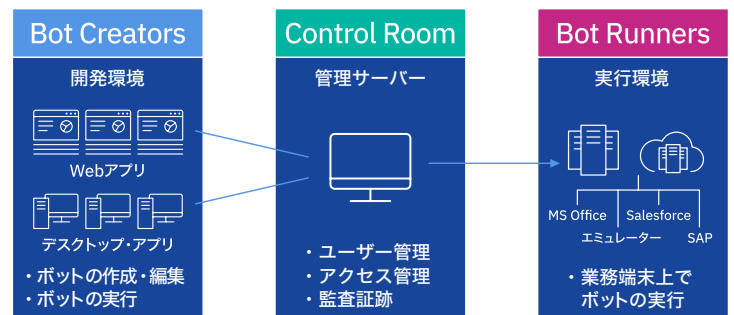 Bot Creators
開発環境
Webアプリ
デスクトップ・アプリ
・ボットの作成・編集
・ボットの実行
Control Room
管理サーバー
・ユーザー管理
・アクセス管理
・監査証跡
Bot Runners
実行環境
MS Office
Salesforce
エミュレーター
SAP
・業務端末上で
ボットの実行